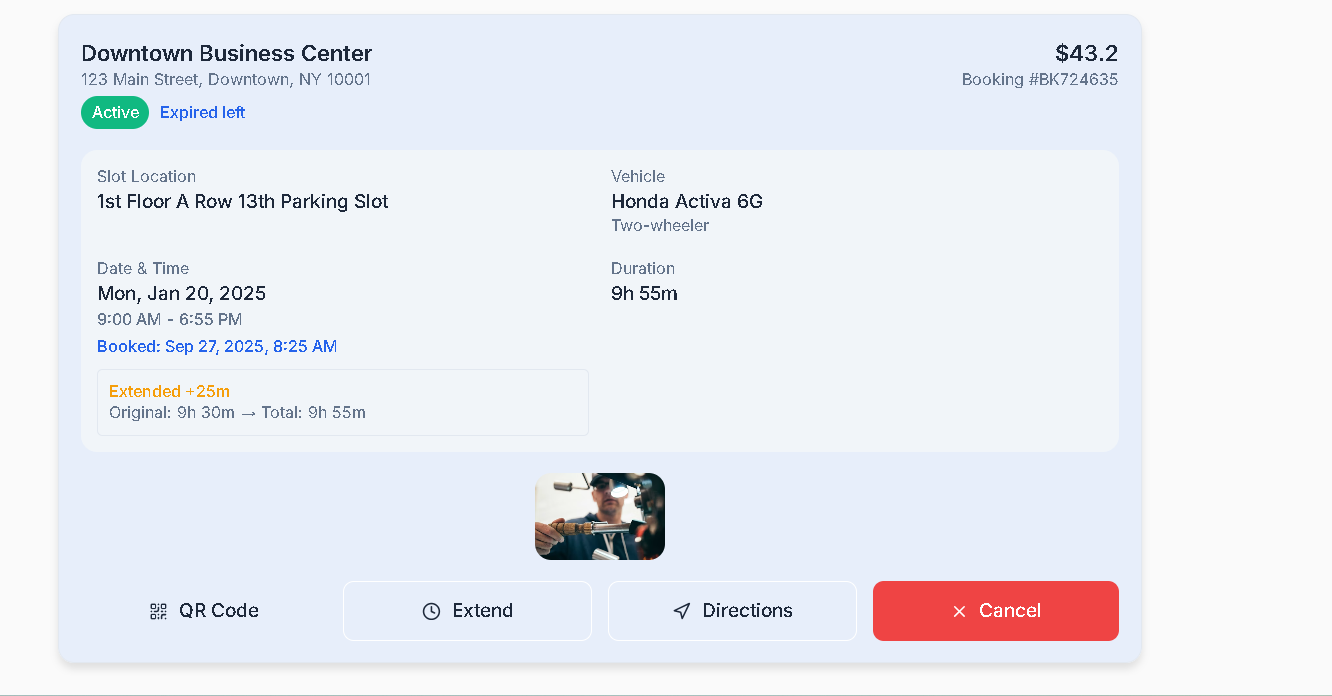 Downtown Business Center
$43.2
123 Main Street, Downtown, NY 10001
Booking #BK724635
Active
Expired left
Slot Location
1st Floor A Row 13th Parking Slot
Vehicle
Honda Activa 6G
Two-wheeler
Date & Time
Mon, Jan 20, 2025
9:00 AM - 6:55 PM
Booked: Sep 27, 2025, 8:25 AM
Duration
9h 55m
Extended +25m
Original: 9h 30m → Total: 9h 55m
QR Code
Extend
Directions
Cancel